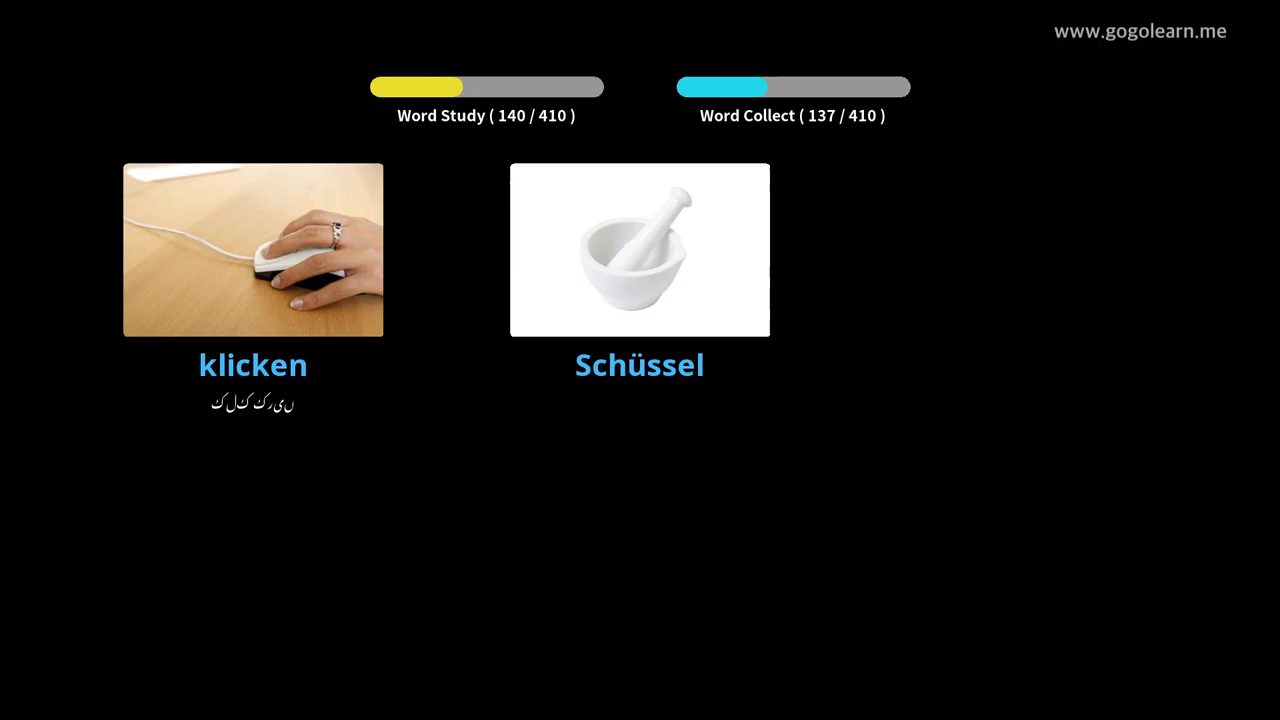 www.gogolearn.me
Word Study ( 140 / 410 )
Word Collect ( 137 / 410 )
klicken
Schüssel
کلک کریں